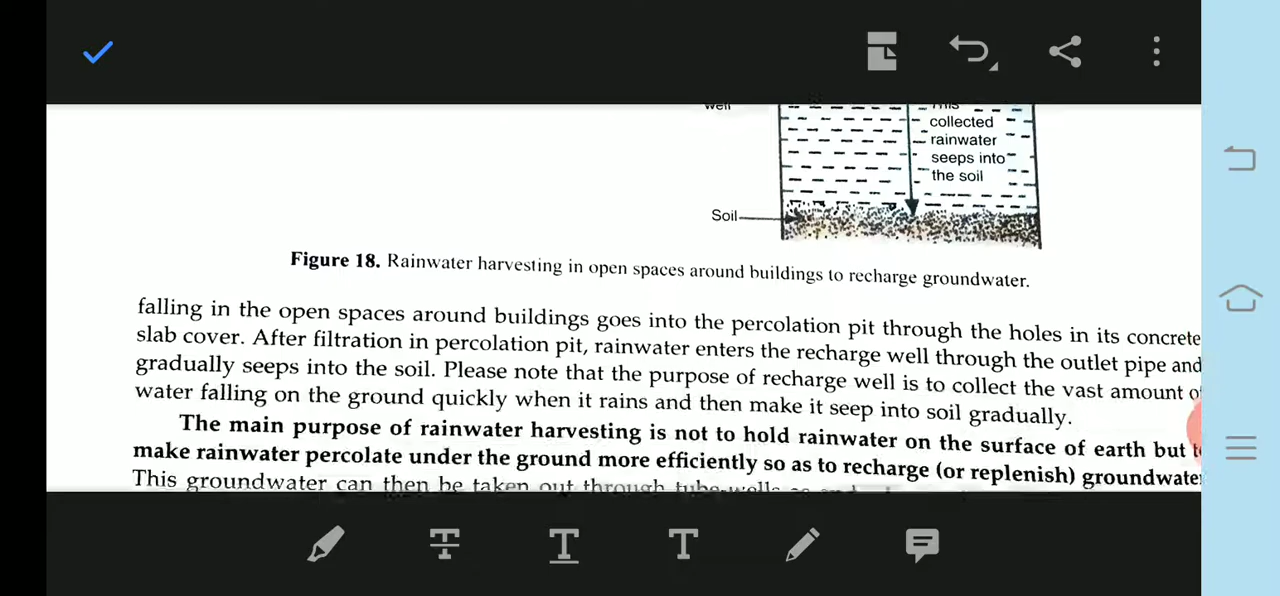 well
This
collected
rainwater
seeps into
the soil
Soil
Figure 18. Rainwater harvesting in open spaces around buildings to recharge groundwater.
falling in the open spaces around buildings goes into the percolation pit through the holes in its concrete
slab cover. After filtration in percolation pit, rainwater enters the recharge well through the outlet pipe and
gradually seeps into the soil. Please note that the purpose of recharge well is to collect the vast amount o
water falling on the ground quickly when it rains and then make it seep into soil gradually.
The main purpose of rainwater harvesting is not to hold rainwater on the surface of earth but t
make rainwater percolate under the ground more efficiently so as to recharge (or replenish) groundwate
This groundwater can then be taken out through tube-wells
T
T
T